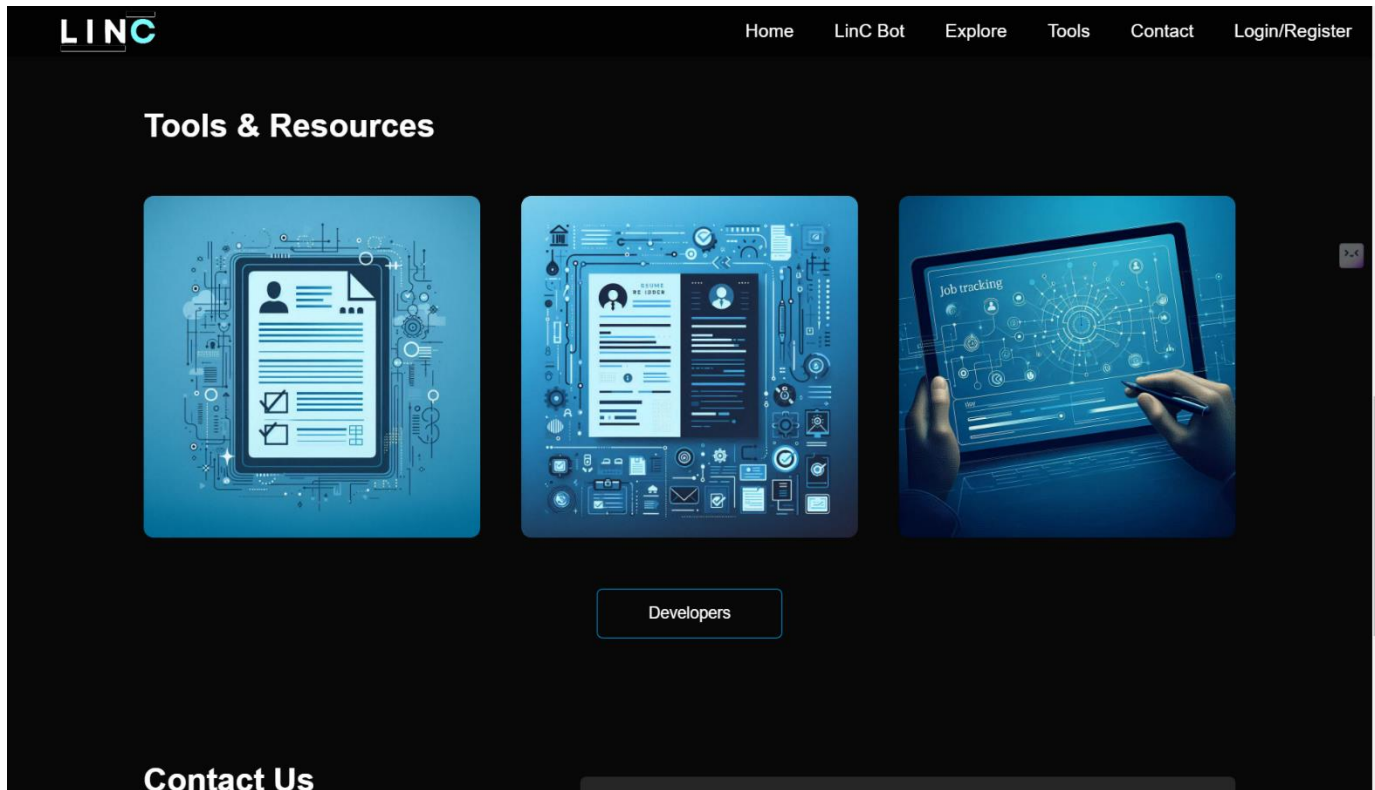 LINC
Home LinC Bot Explore Tools Contact Login/Register
Tools & Resources
Job tracking
Developers
Contact Us